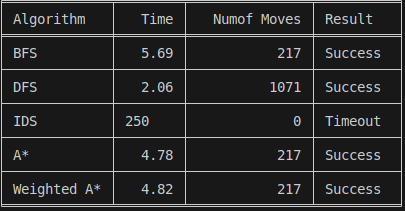 Algorithm Time Numof Moves Result
BFS 5.69 217 Success
DFS 2.06 1071 Success
IDS 250 0 Timeout
A* 4.78 217 Success
Weighted A* 4.82 217 Success